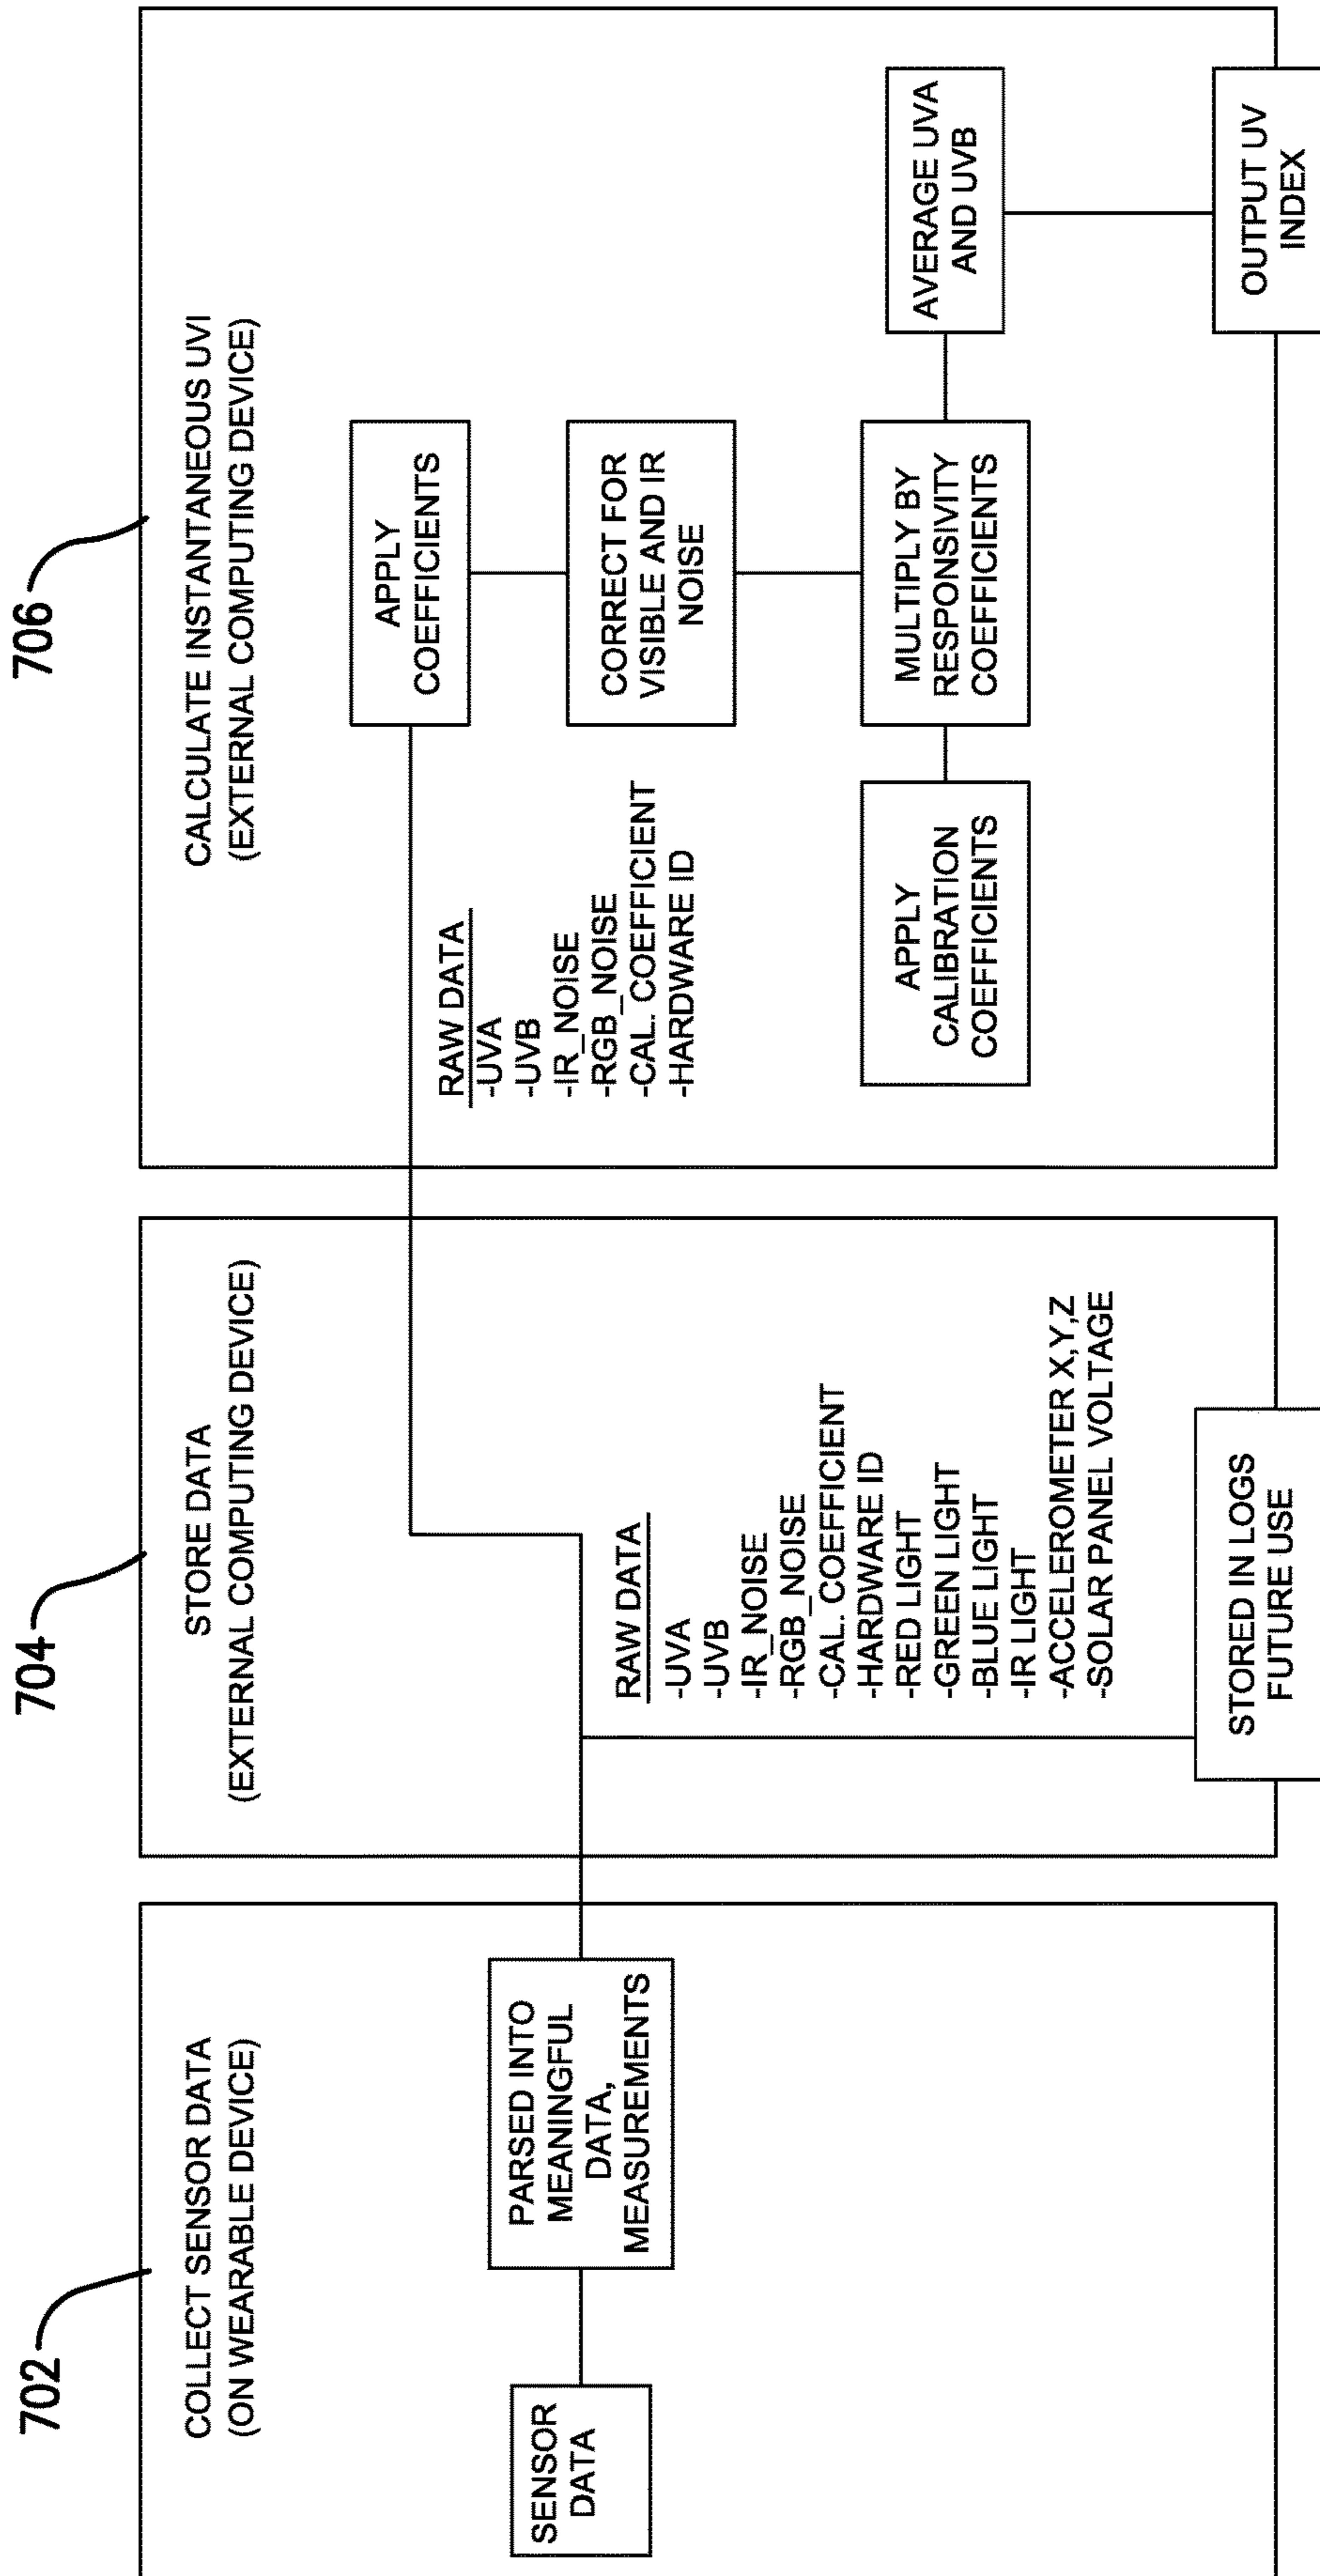 702
COLLECT SENSOR DATA
(ON WEARABLE DEVICE)
SENSOR
DATA
PARSED INTO
MEANINGFUL
DATA,
MEASUREMENTS
704
STORE DATA
(EXTERNAL COMPUTING DEVICE)
RAW DATA
-UVA
-UVB
-IR_NOISE
-RGB_NOISE
-CAL. COEFFICIENT
-HARDWARE ID
-RED LIGHT
-GREEN LIGHT
-BLUE LIGHT
-IR LIGHT
-ACCELEROMETER X,Y,Z
-SOLAR PANEL VOLTAGE
STORED IN LOGS
FUTURE USE
706
CALCULATE INSTANTANEOUS UVI
(EXTERNAL COMPUTING DEVICE)
RAW DATA
-UVA
-UVB
-IR_NOISE
-RGB_NOISE
-CAL. COEFFICIENT
-HARDWARE ID
APPLY
COEFFICIENTS
CORRECT FOR
VISIBLE AND IR
NOISE
APPLY
CALIBRATION
COEFFICIENTS
MULTIPLY BY
RESPONSIVITY
COEFFICIENTS
AVERAGE UVA
AND UVB
OUTPUT UV
INDEX